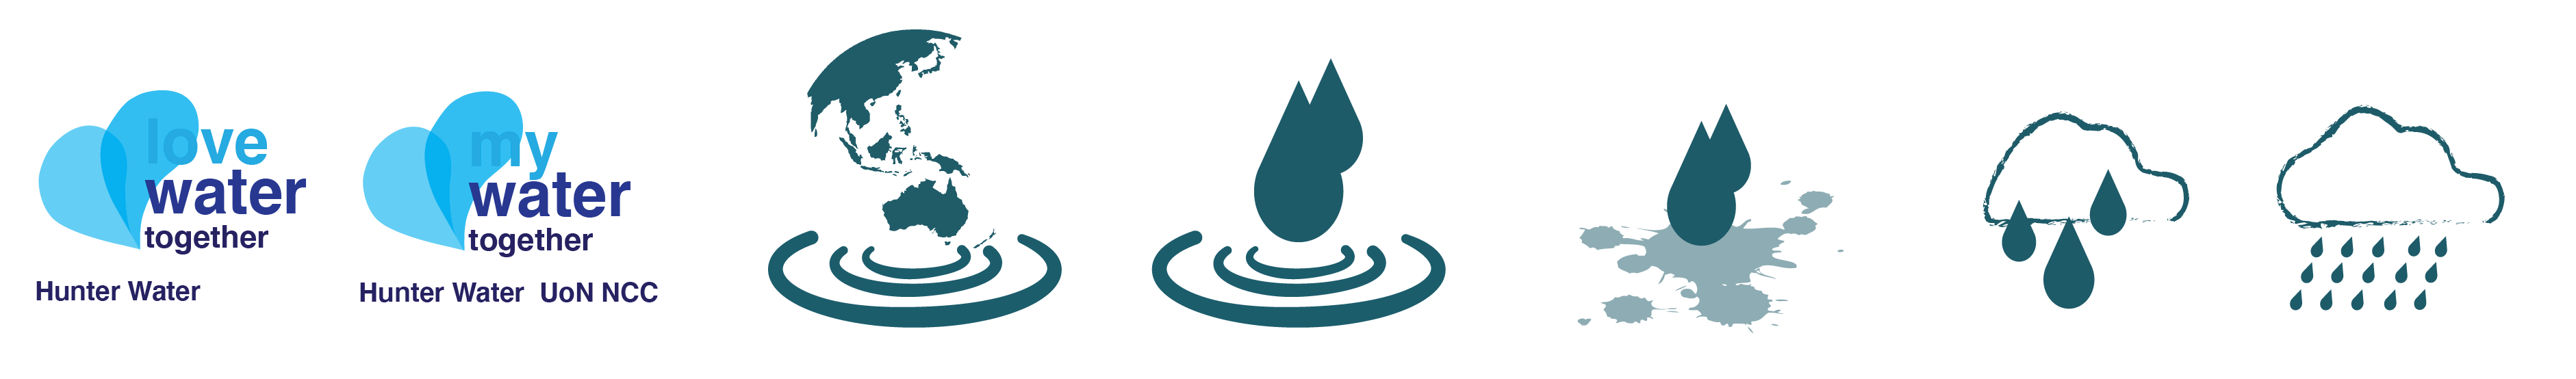 love
water
together
Hunter Water
my
water
together
Hunter Water  UoN NCC